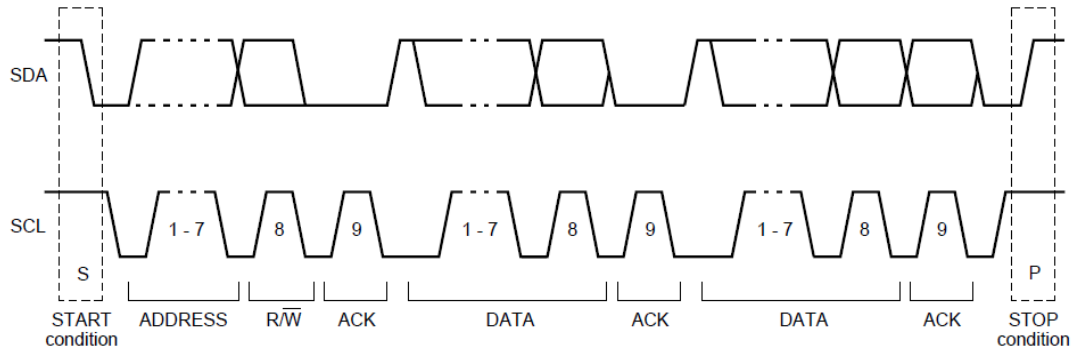 SDA
SCL
1 - 7 8 9 1 - 7 8 9 1 - 7 8 9
S P
START condition ADDRESS R/W̅ ACK DATA ACK DATA ACK STOP condition